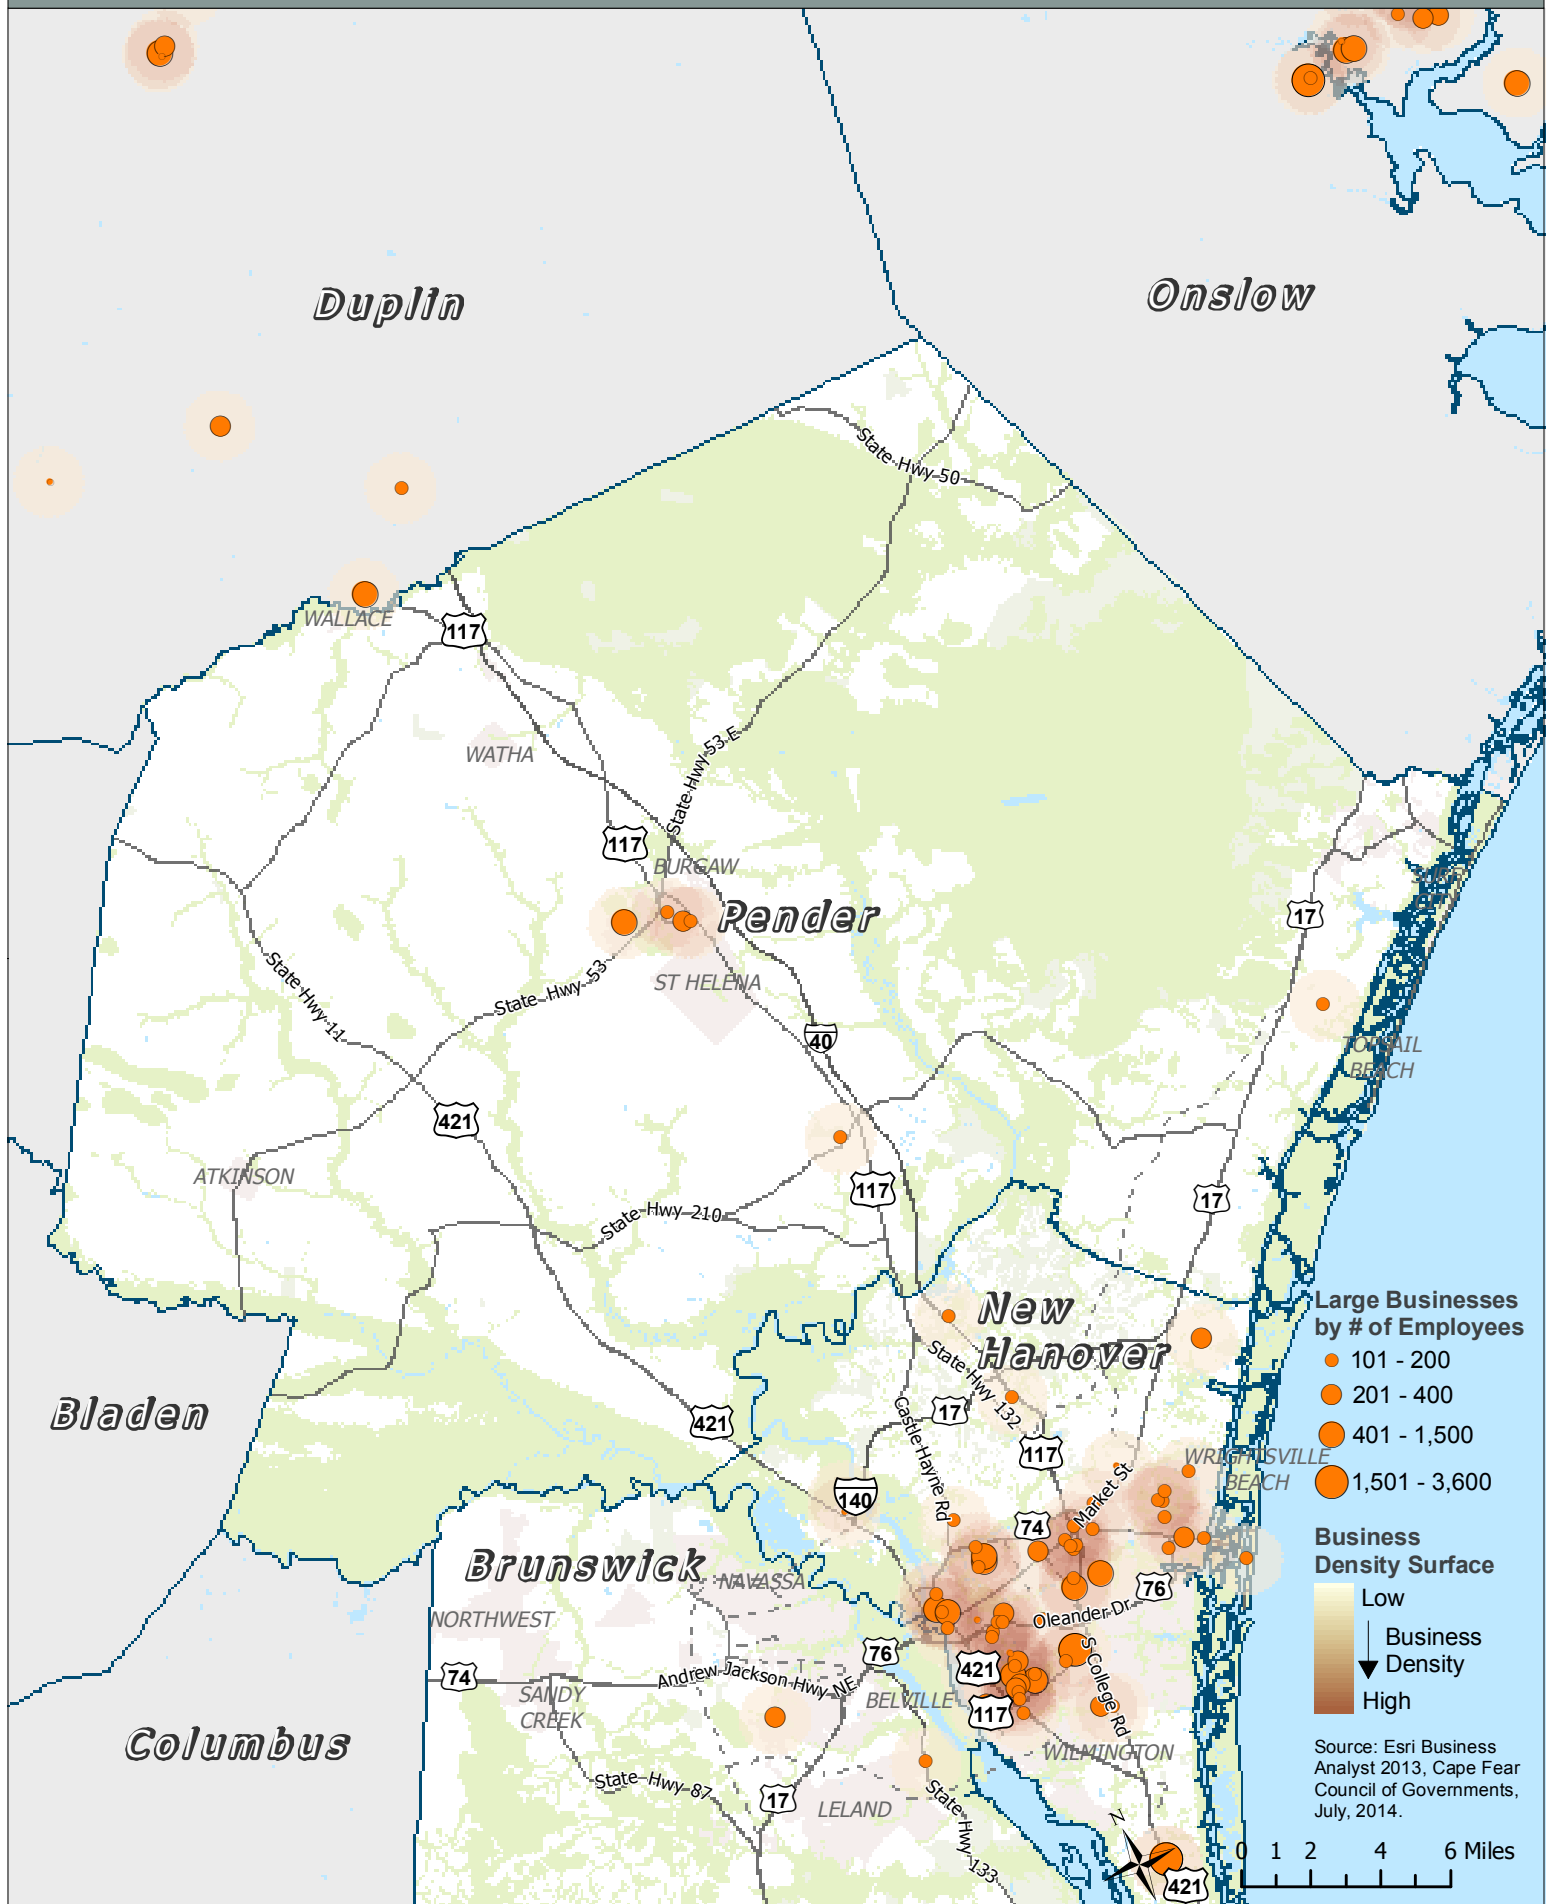 Duplin
Onslow
State Hwy 50
WALLACE
117
WATHA
State Hwy 53 E
117
BURGAW
Pender
17
SURF
CITY
State Hwy 11
State Hwy 53
ST HELENA
40
TOPSAIL
BEACH
421
ATKINSON
117
17
State Hwy 210
New
Hanover
Large Businesses
by # of Employees
101 - 200
201 - 400
401 - 1,500
1,501 - 3,600
State Hwy 132
Castle Hayne Rd
17
Bladen
421
117
WRIGHTSVILLE
BEACH
140
Market St
74
Business
Density Surface
Low
Business
Density
High
Brunswick
NAVASSA
76
NORTHWEST
Oleander Dr
76
S College Rd
74
Andrew Jackson Hwy NE
421
SANDY
CREEK
BELVILLE
117
Columbus
WILMINGTON
Source: Esri Business
Analyst 2013, Cape Fear
Council of Governments,
July, 2014.
State Hwy 87
17
LELAND
State Hwy 133
N
0 1 2 4 6 Miles
421